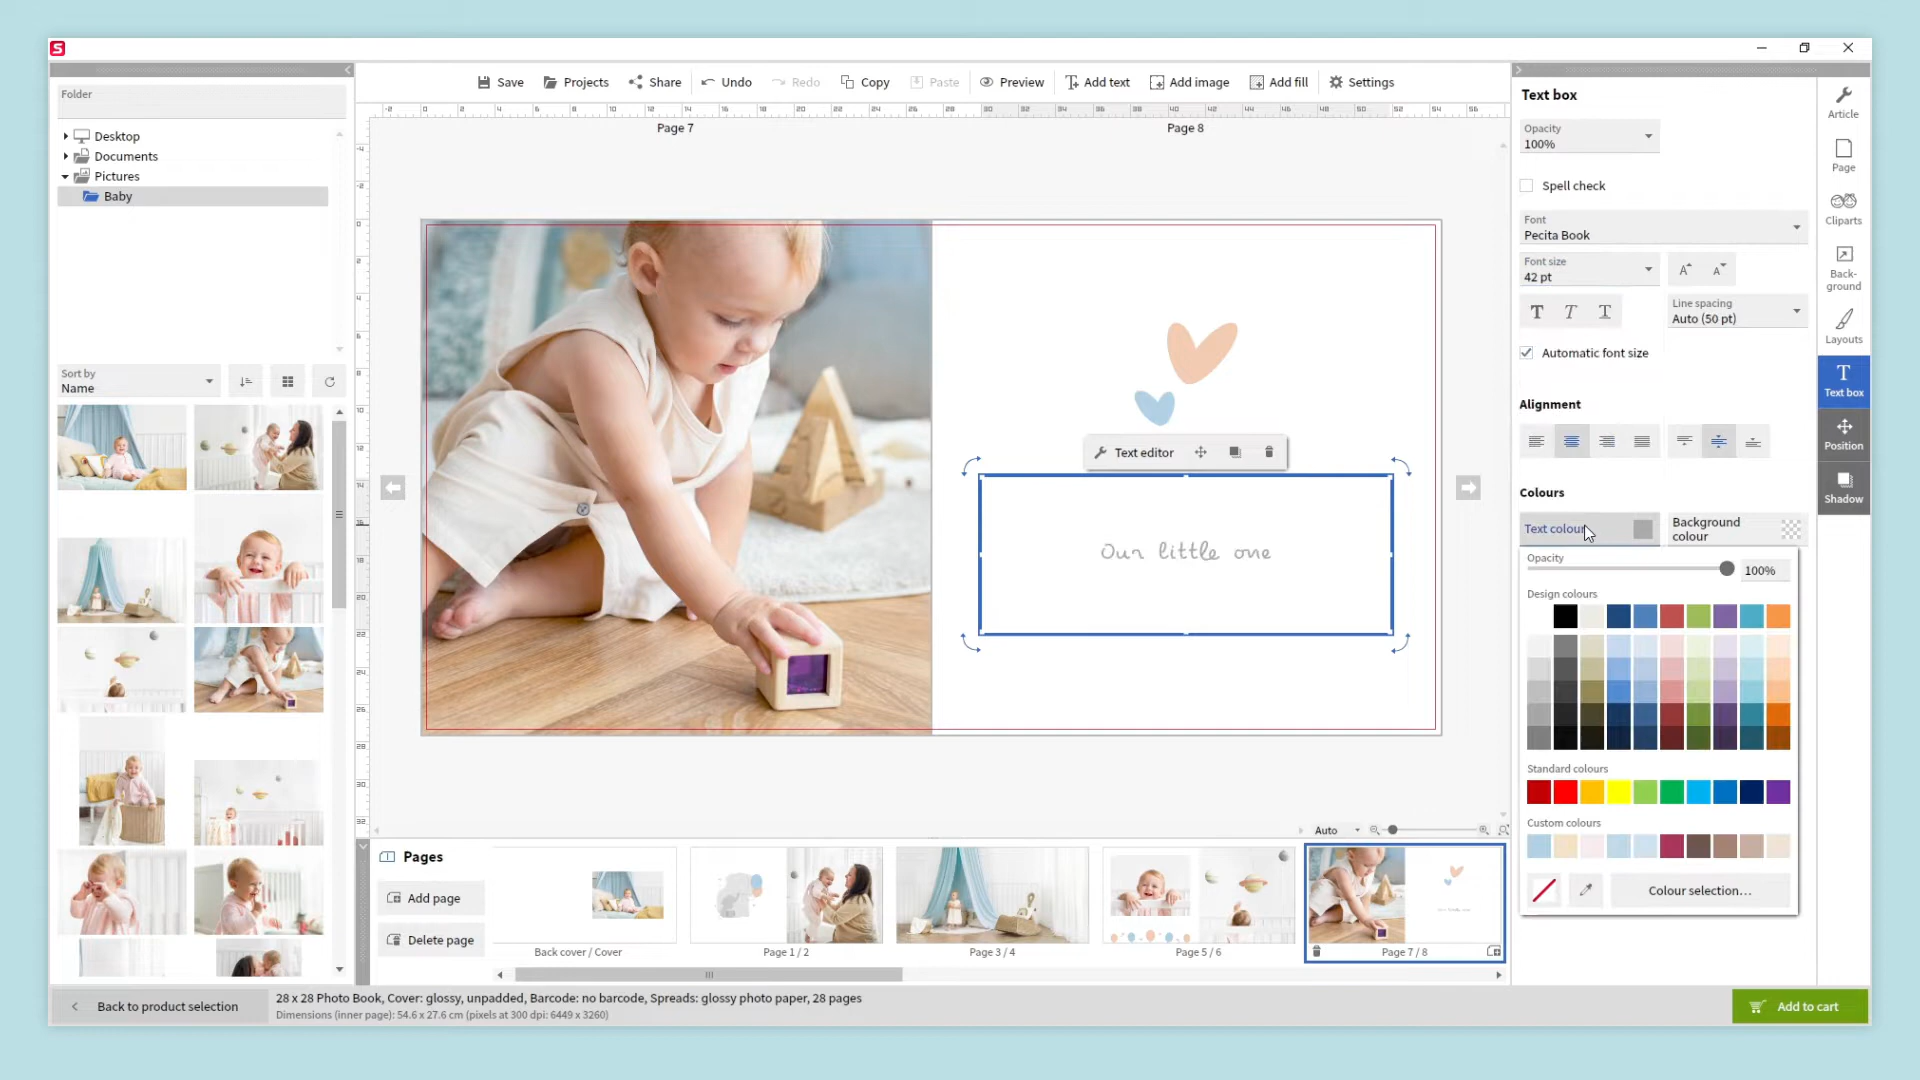 S
Folder
Desktop
Documents
Pictures
Baby
Sort by
Name
Save
Projects
Share
Undo
Redo
Copy
Paste
Preview
Add text
Add image
Add fill
Settings
Page 7
Page 8
Text editor
Our little one
Auto
Pages
Add page
Delete page
Back cover / Cover
Page 1 / 2
Page 3 / 4
Page 5 / 6
Page 7 / 8
Text box
Opacity
100%
Spell check
Font
Pecita Book
Font size
42 pt
Line spacing
Auto (50 pt)
Automatic font size
Alignment
Colours
Text colour
Background
colour
Opacity
100%
Design colours
Standard colours
Custom colours
Colour selection...
Article
Page
Cliparts
Back-
ground
Layouts
Text box
Position
Shadow
Back to product selection
28 x 28 Photo Book, Cover: glossy, unpadded, Barcode: no barcode, Spreads: glossy photo paper, 28 pages
Dimensions (inner page): 54.6 x 27.6 cm (pixels at 300 dpi: 6449 x 3260)
Add to cart